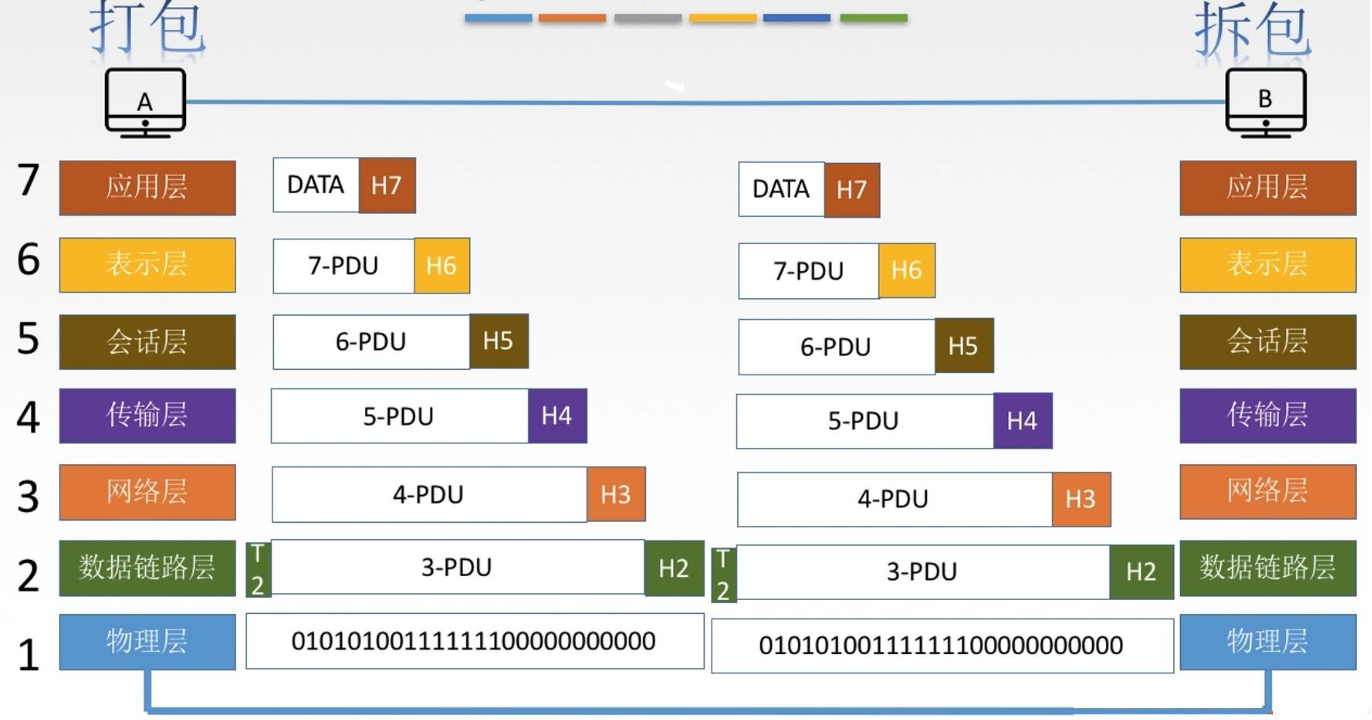 打包
拆包
A
B
7 应用层 DATA H7 DATA H7 应用层
6 表示层 7-PDU H6 7-PDU H6 表示层
5 会话层 6-PDU H5 6-PDU H5 会话层
4 传输层 5-PDU H4 5-PDU H4 传输层
3 网络层 4-PDU H3 4-PDU H3 网络层
2 数据链路层 T2 3-PDU H2 T2 3-PDU H2 数据链路层
1 物理层 010101001111111100000000000 010101001111111100000000000 物理层